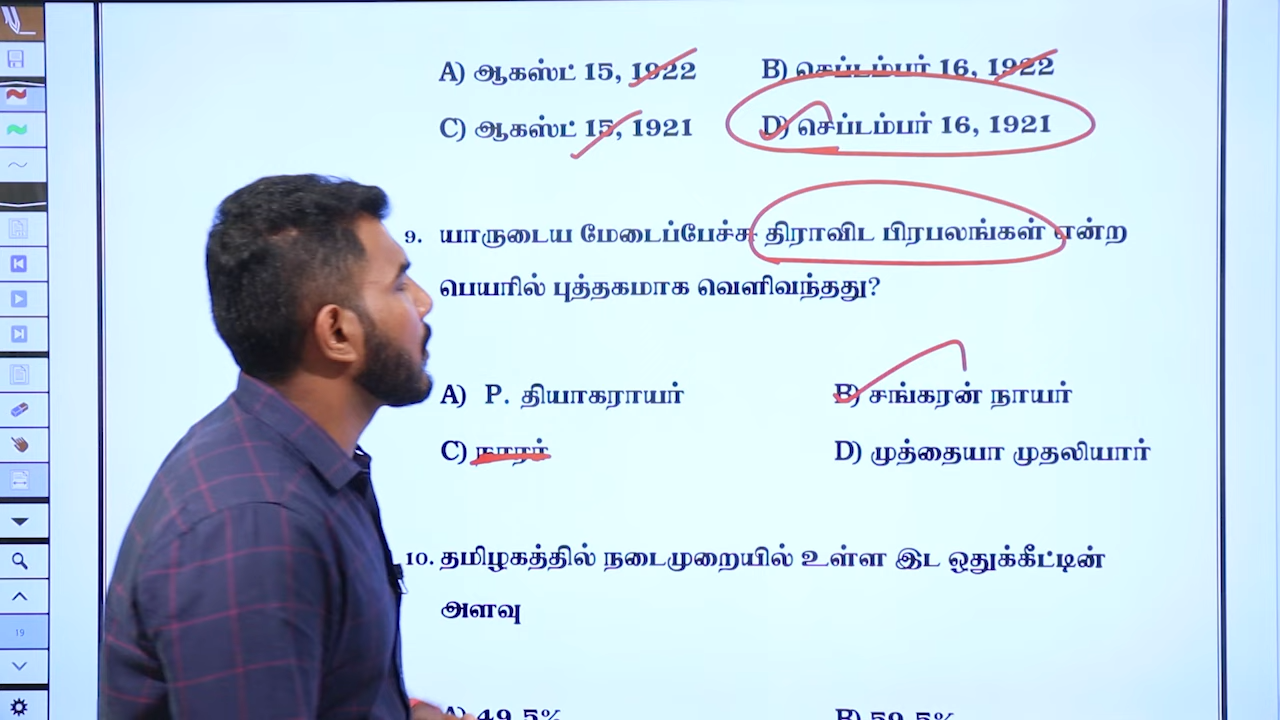 A) ஆகஸ்ட் 15, 1922 B) செப்டம்பர் 16, 1922
C) ஆகஸ்ட் 15, 1921 D) செப்டம்பர் 16, 1921
9. யாருடைய மேடைப்பேச்சு திராவிட பிரபலங்கள் என்ற
பெயரில் புத்தகமாக வெளிவந்தது?
A) P. தியாகராயர் B) சங்கரன் நாயர்
C) நாரர் D) முத்தையா முதலியார்
10. தமிழகத்தில் நடைமுறையில் உள்ள இட ஒதுக்கீட்டின்
அளவு
A) 49.5% B) 59.5%
19